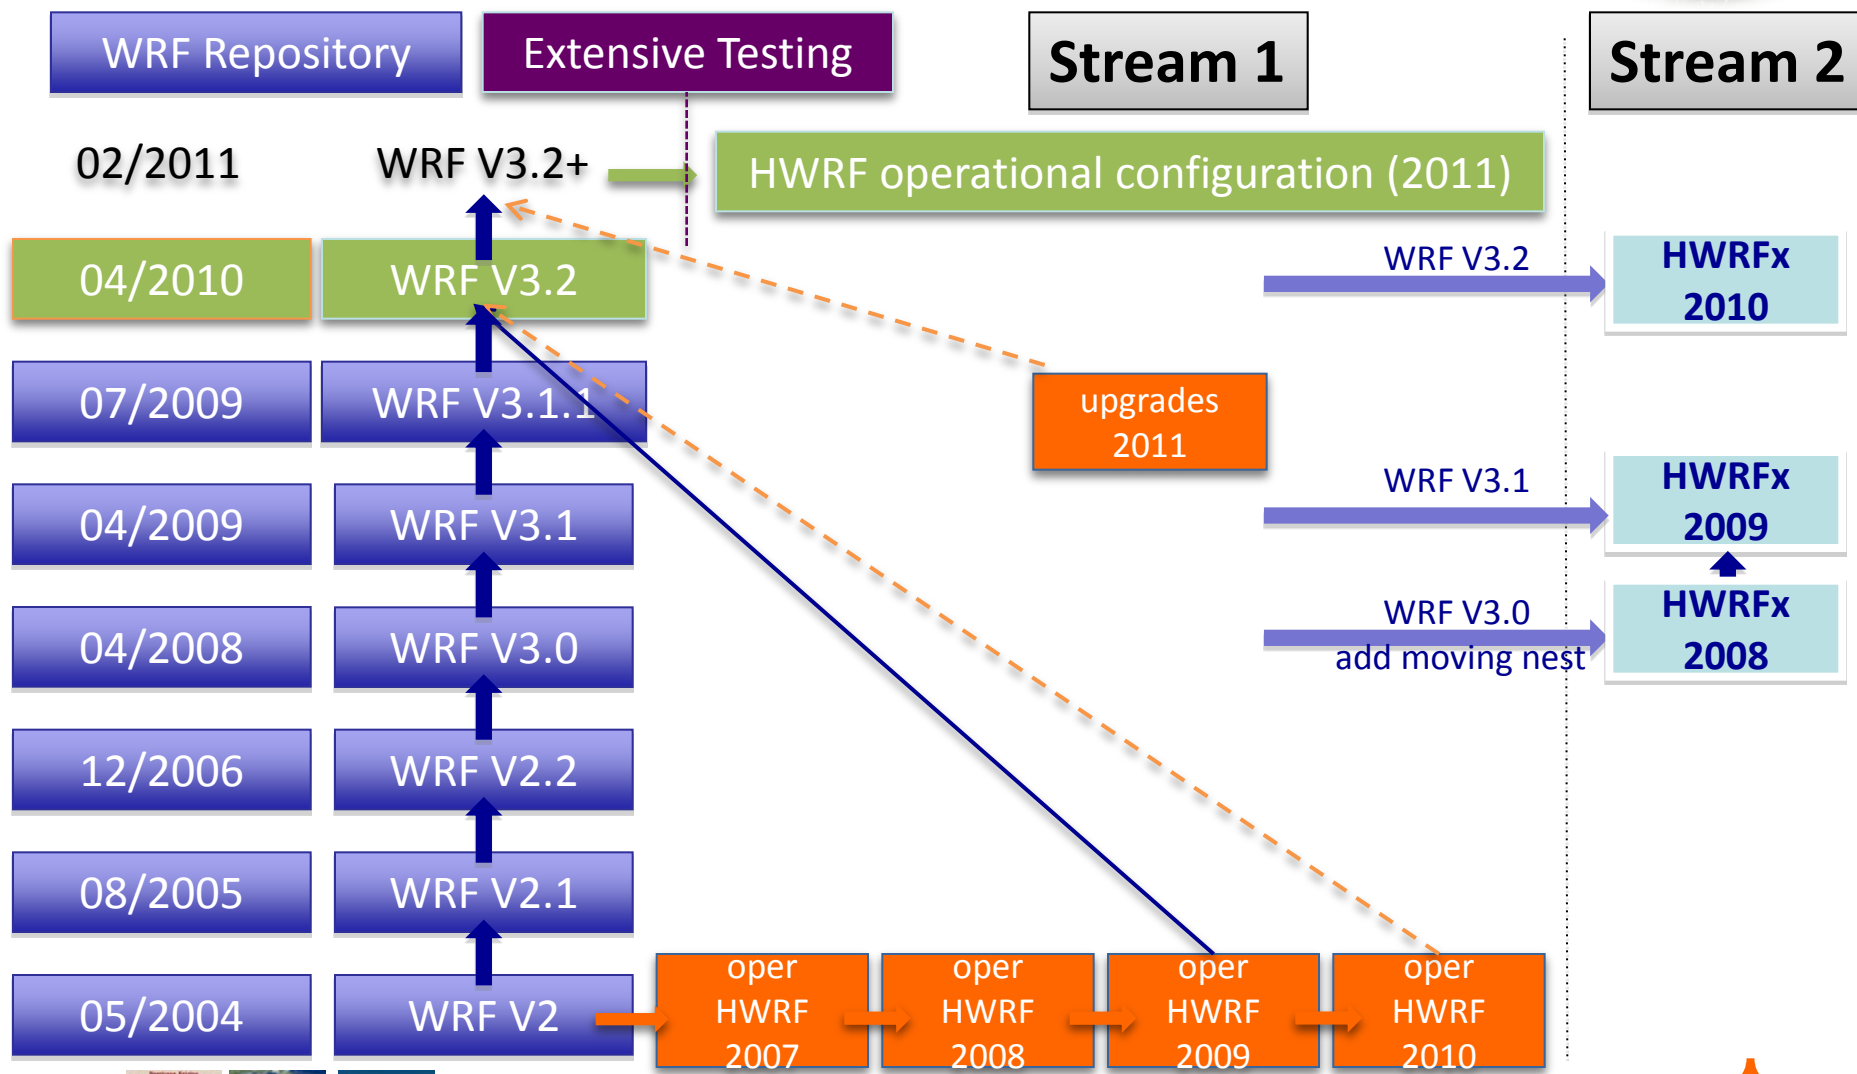 WRF Repository
Extensive Testing
Stream 1
Stream 2
02/2011
WRF V3.2+
HWRF operational configuration (2011)
04/2010
WRF V3.2
WRF V3.2
HWRFx
2010
07/2009
WRF V3.1.1
upgrades
2011
04/2009
WRF V3.1
WRF V3.1
HWRFx
2009
04/2008
WRF V3.0
WRF V3.0
add moving nest
HWRFx
2008
12/2006
WRF V2.2
08/2005
WRF V2.1
05/2004
WRF V2
oper
HWRF
2007
oper
HWRF
2008
oper
HWRF
2009
oper
HWRF
2010